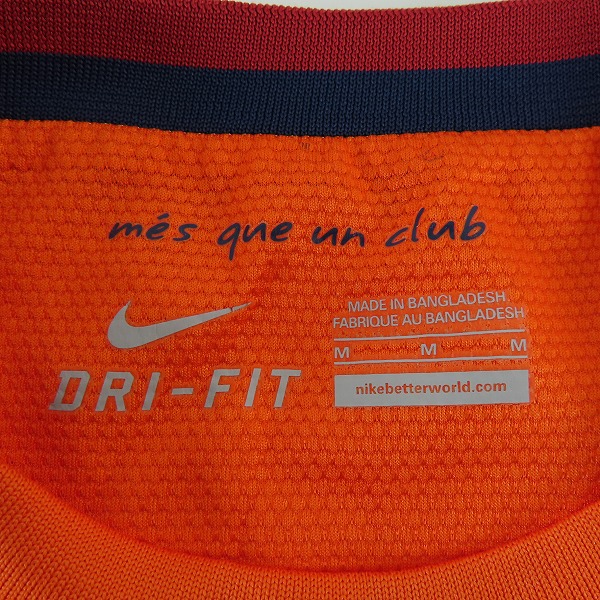 més que un club
MADE IN BANGLADESH
FABRIQUE AU BANGLADESH
M M M
DRI-FIT
nikebetterworld.com